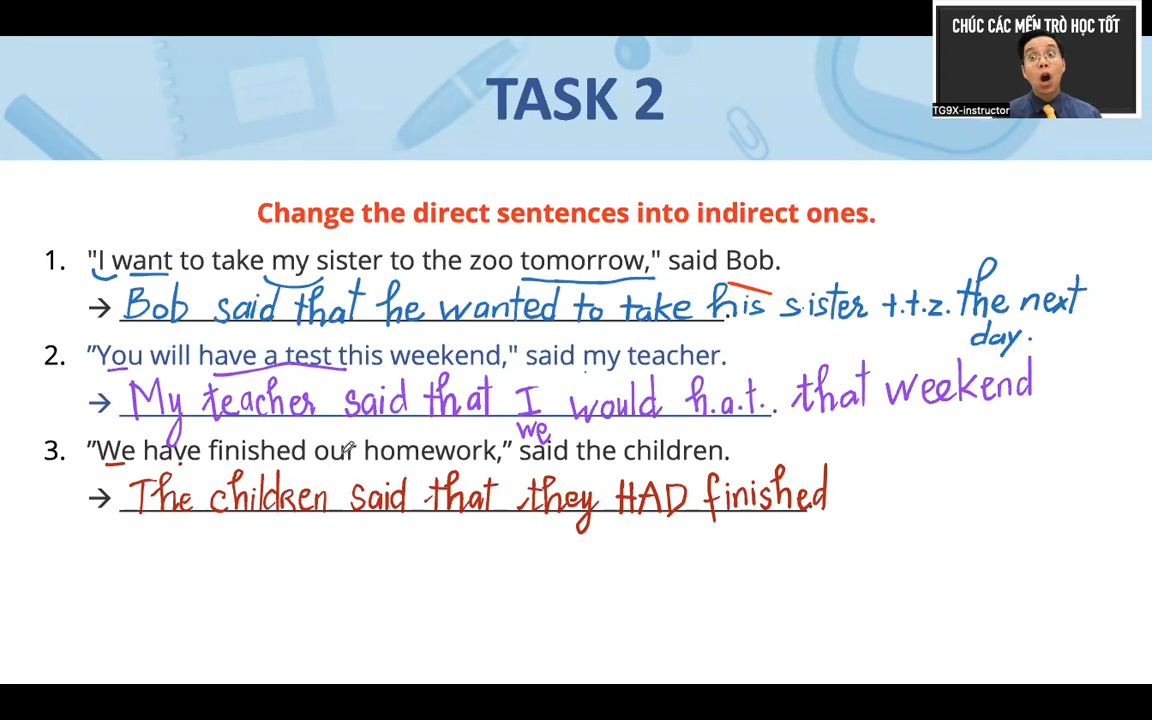 CHÚC CÁC MẾN TRÒ HỌC TỐT
TG9X-instructor
TASK 2
Change the direct sentences into indirect ones.
1. "I want to take my sister to the zoo tomorrow," said Bob.
→ Bob said that he wanted to take his sister t.t.z. the next day.
2. "You will have a test this weekend," said my teacher.
→ My teacher said that I would h.a.t. that weekend
we
3. "We have finished our homework," said the children.
→ The children said that they HAD finished